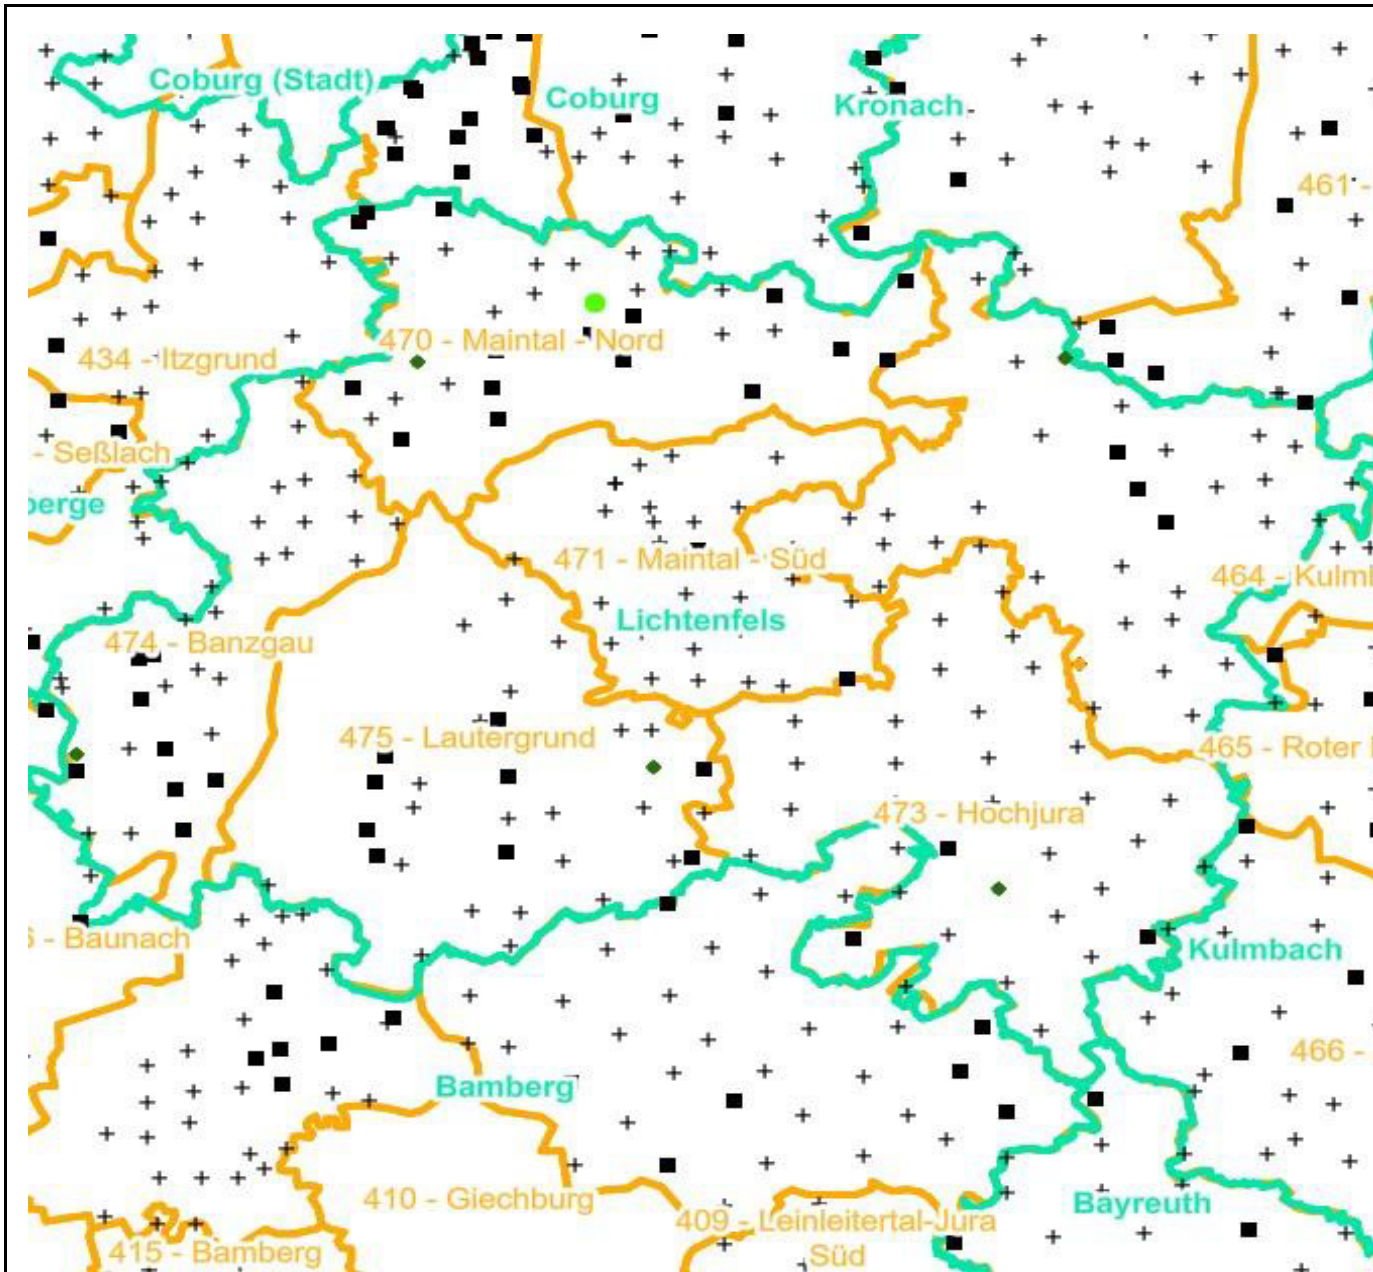 Coburg (Stadt)
Coburg
Kronach
461 -
470 - Maintal - Nord
434 - Itzgrund
- Seßlach
berge
471 - Maintal - Süd
464 - Kulm
Lichtenfels
474 - Banzgau
475 - Lautergrund
465 - Roter
473 - Hochjura
- Baunach
Kulmbach
466 -
Bamberg
410 - Giechburg
Bayreuth
409 - Leinleitertal-Jura
Süd
415 - Bamberg